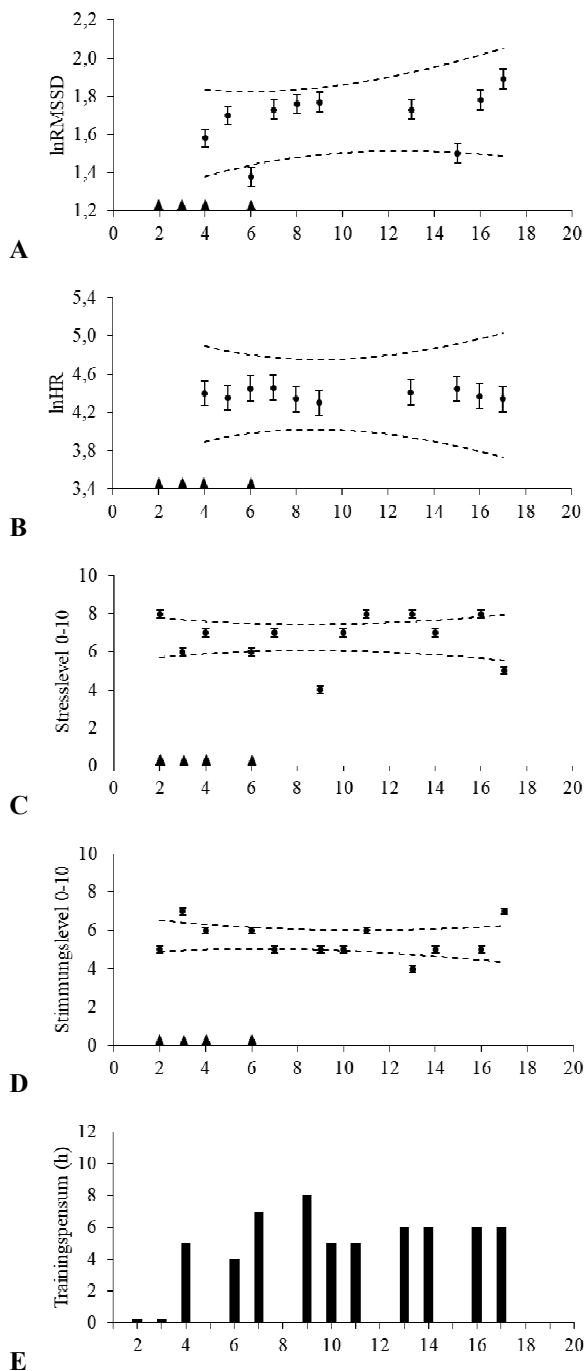 lnRMSSD
2,2
2,0
1,8
1,6
1,4
1,2
0 2 4 6 8 10 12 14 16 18 20
A
lnHR
5,4
5,0
4,6
4,2
3,8
3,4
0 2 4 6 8 10 12 14 16 18 20
B
Stresslevel 0-10
10
8
6
4
2
0
0 2 4 6 8 10 12 14 16 18 20
C
Stimmungslevel 0-10
10
8
6
4
2
0
0 2 4 6 8 10 12 14 16 18 20
D
Trainingspensum (h)
12
10
8
6
4
2
0
2 4 6 8 10 12 14 16 18 20
E